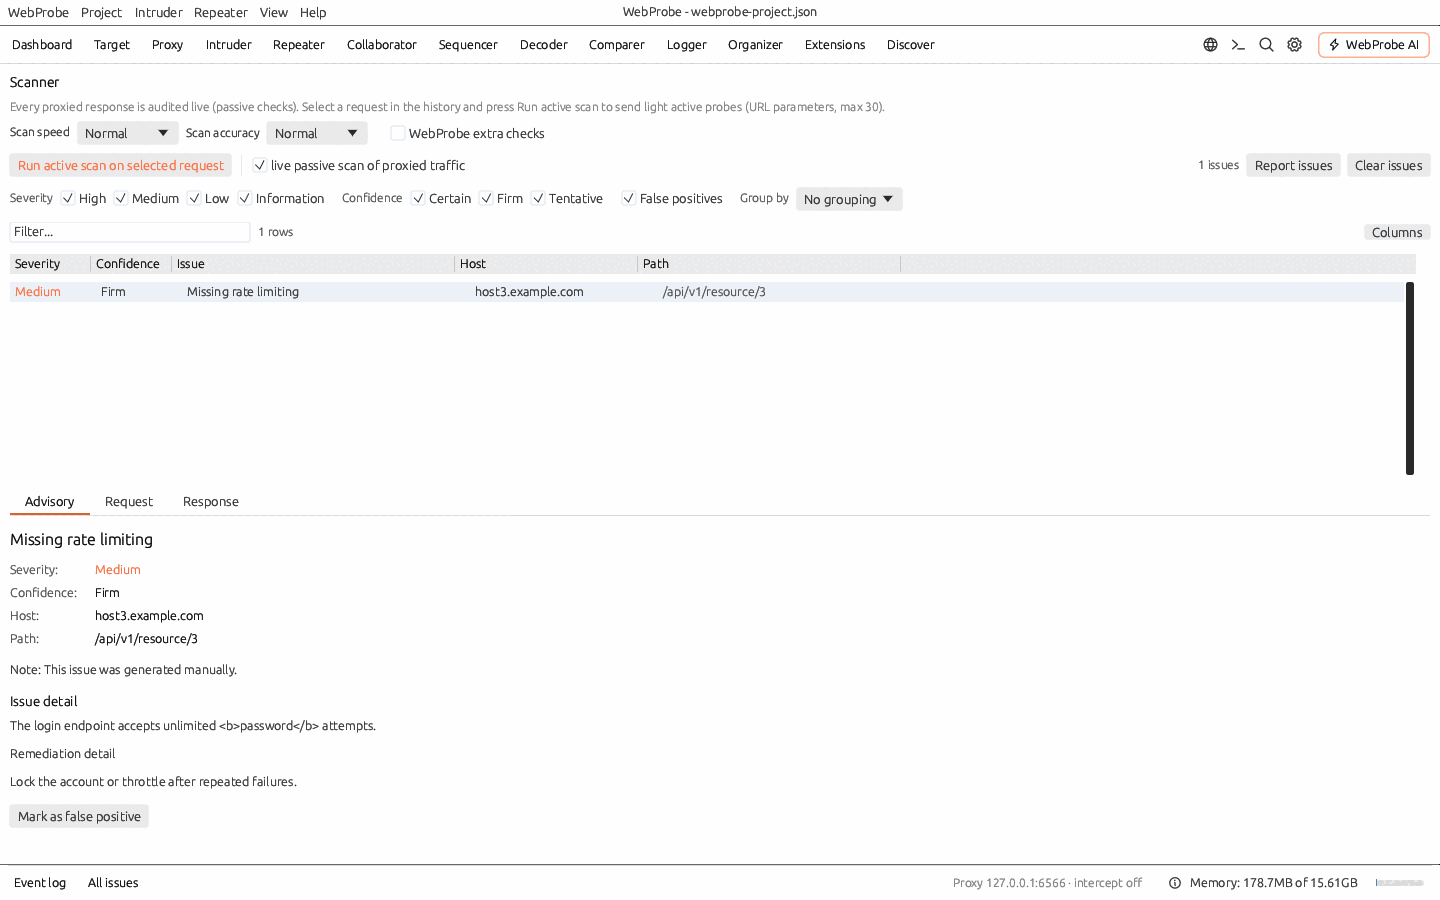 WebProbe Project Intruder Repeater View Help WebProbe - webprobe-project.json
Dashboard Target Proxy Intruder Repeater Collaborator Sequencer Decoder Comparer Logger Organizer Extensions Discover WebProbe AI
Scanner
Every proxied response is audited live (passive checks). Select a request in the history and press Run active scan to send light active probes (URL parameters, max 30).
Scan speed Normal Scan accuracy Normal WebProbe extra checks
Run active scan on selected request live passive scan of proxied traffic 1 issues Report issues Clear issues
Severity High Medium Low Information Confidence Certain Firm Tentative False positives Group by No grouping
Filter... 1 rows Columns
Severity Confidence Issue Host Path
Medium Firm Missing rate limiting host3.example.com /api/v1/resource/3
Advisory Request Response
Missing rate limiting
Severity: Medium
Confidence: Firm
Host: host3.example.com
Path: /api/v1/resource/3
Note: This issue was generated manually.
Issue detail
The login endpoint accepts unlimited <b>password</b> attempts.
Remediation detail
Lock the account or throttle after repeated failures.
Mark as false positive
Event log All issues Proxy 127.0.0.1:6566 · intercept off Memory: 178.7MB of 15.61GB